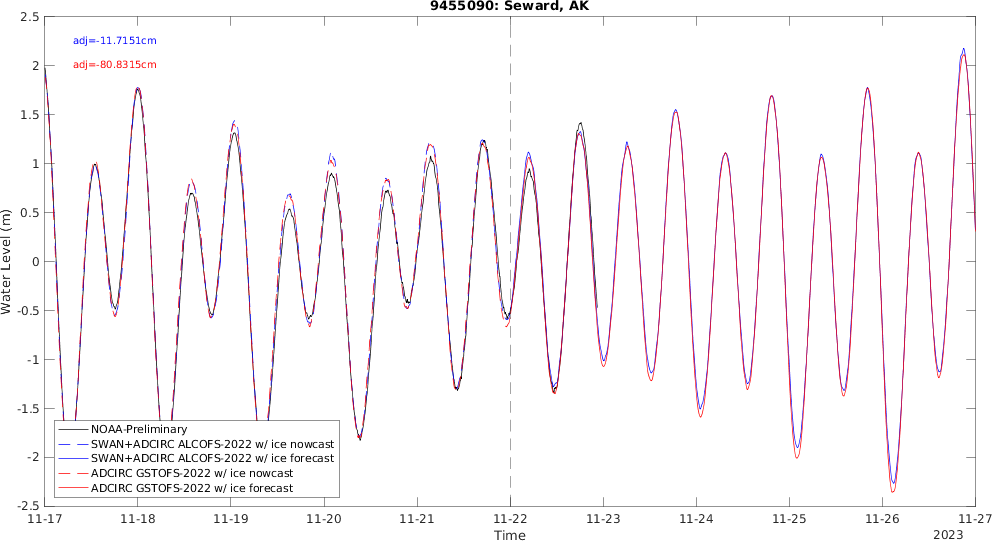 9455090: Seward, AK
2.5
2
1.5
1
0.5
0
-0.5
-1
-1.5
-2
-2.5
Water Level (m)
adj=-11.7151cm
adj=-80.8315cm
NOAA-Preliminary
SWAN+ADCIRC ALCOFS-2022 w/ ice nowcast
SWAN+ADCIRC ALCOFS-2022 w/ ice forecast
ADCIRC GSTOFS-2022 w/ ice nowcast
ADCIRC GSTOFS-2022 w/ ice forecast
11-17 11-18 11-19 11-20 11-21 11-22 11-23 11-24 11-25 11-26 11-27
Time
2023